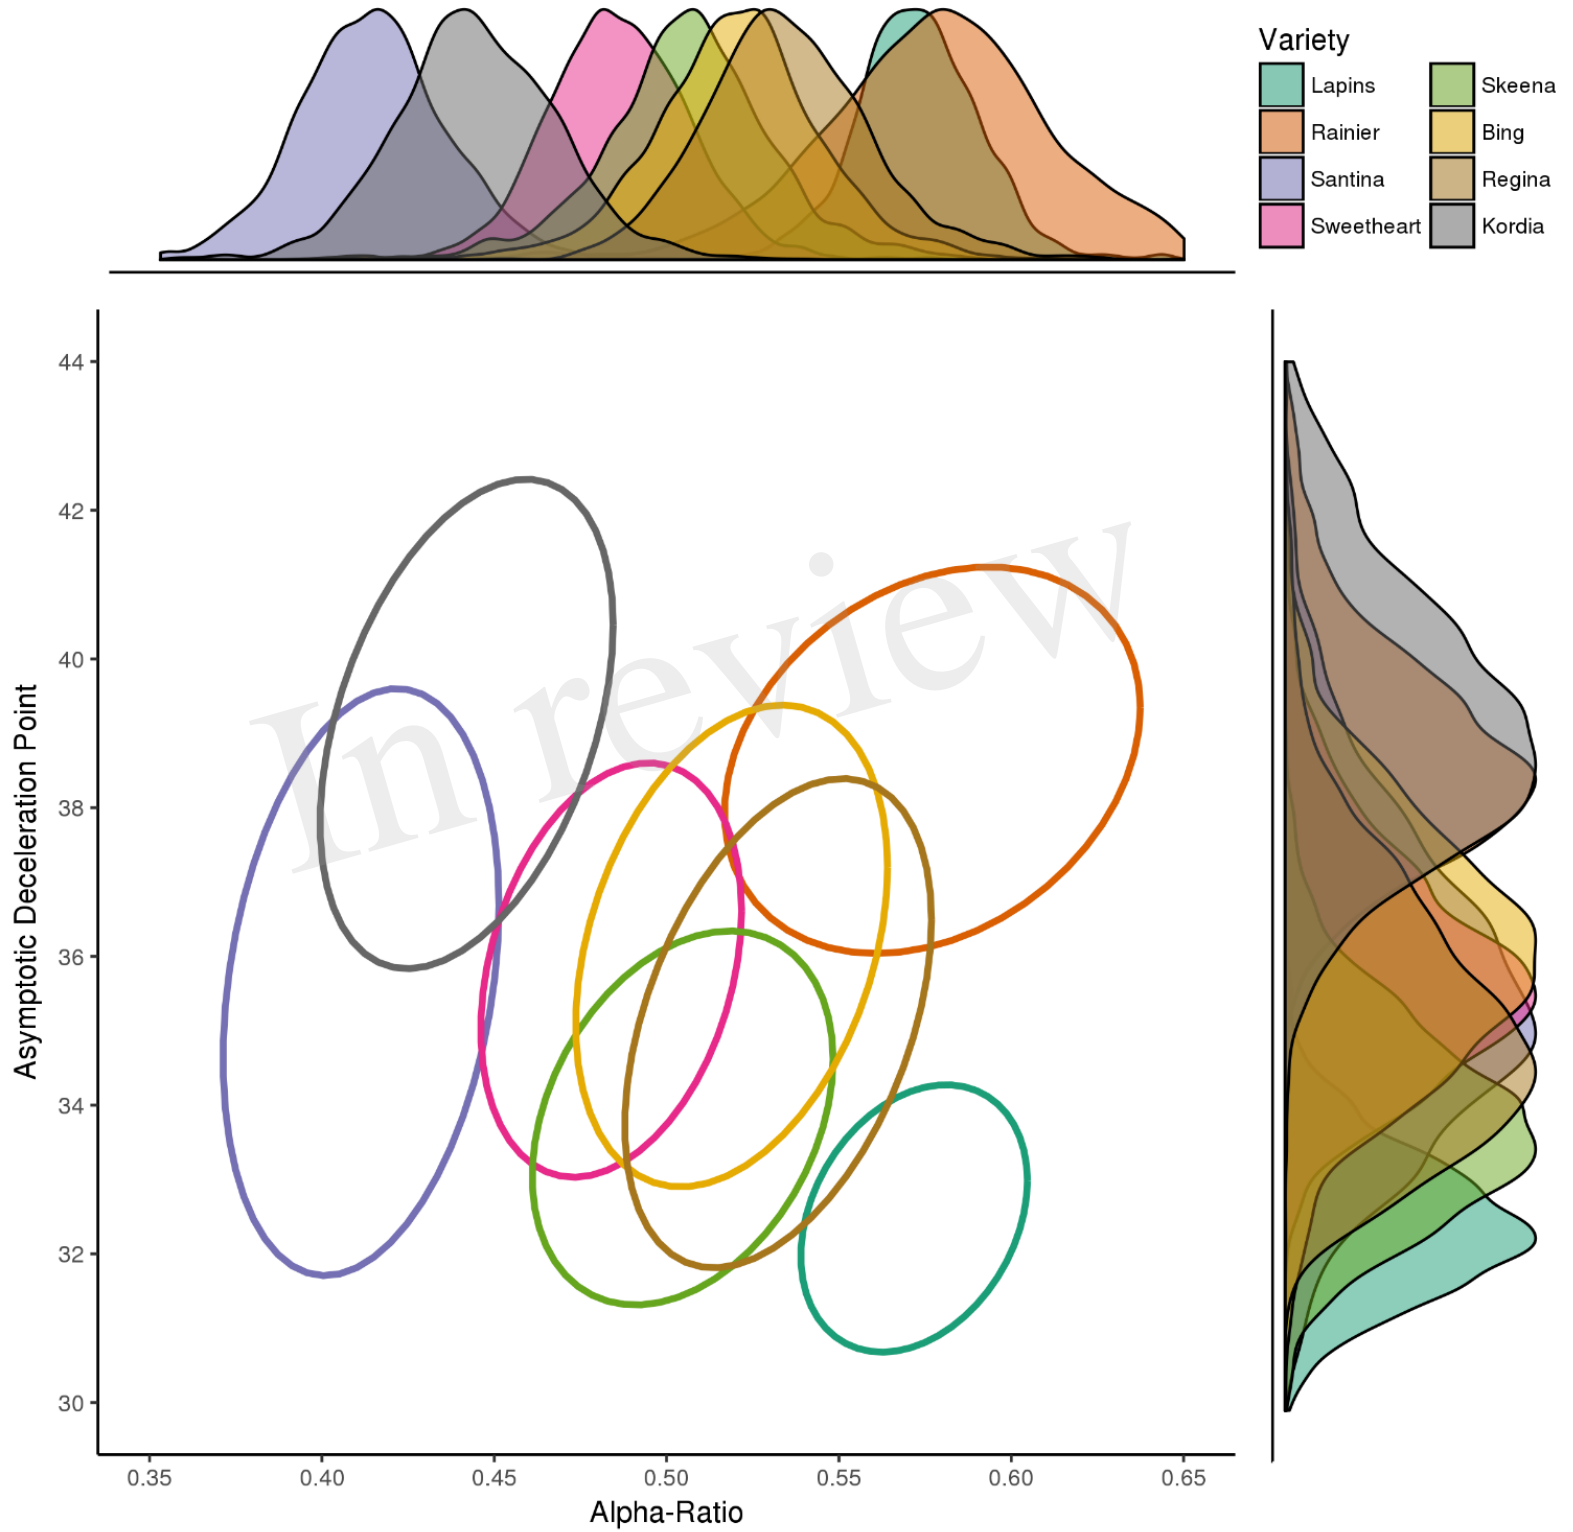 Variety
Lapins
Skeena
Rainier
Bing
Santina
Regina
Sweetheart
Kordia
44
42
40
38
36
34
32
30
Asymptotic Deceleration Point
In review
0.35 0.40 0.45 0.50 0.55 0.60 0.65
Alpha-Ratio